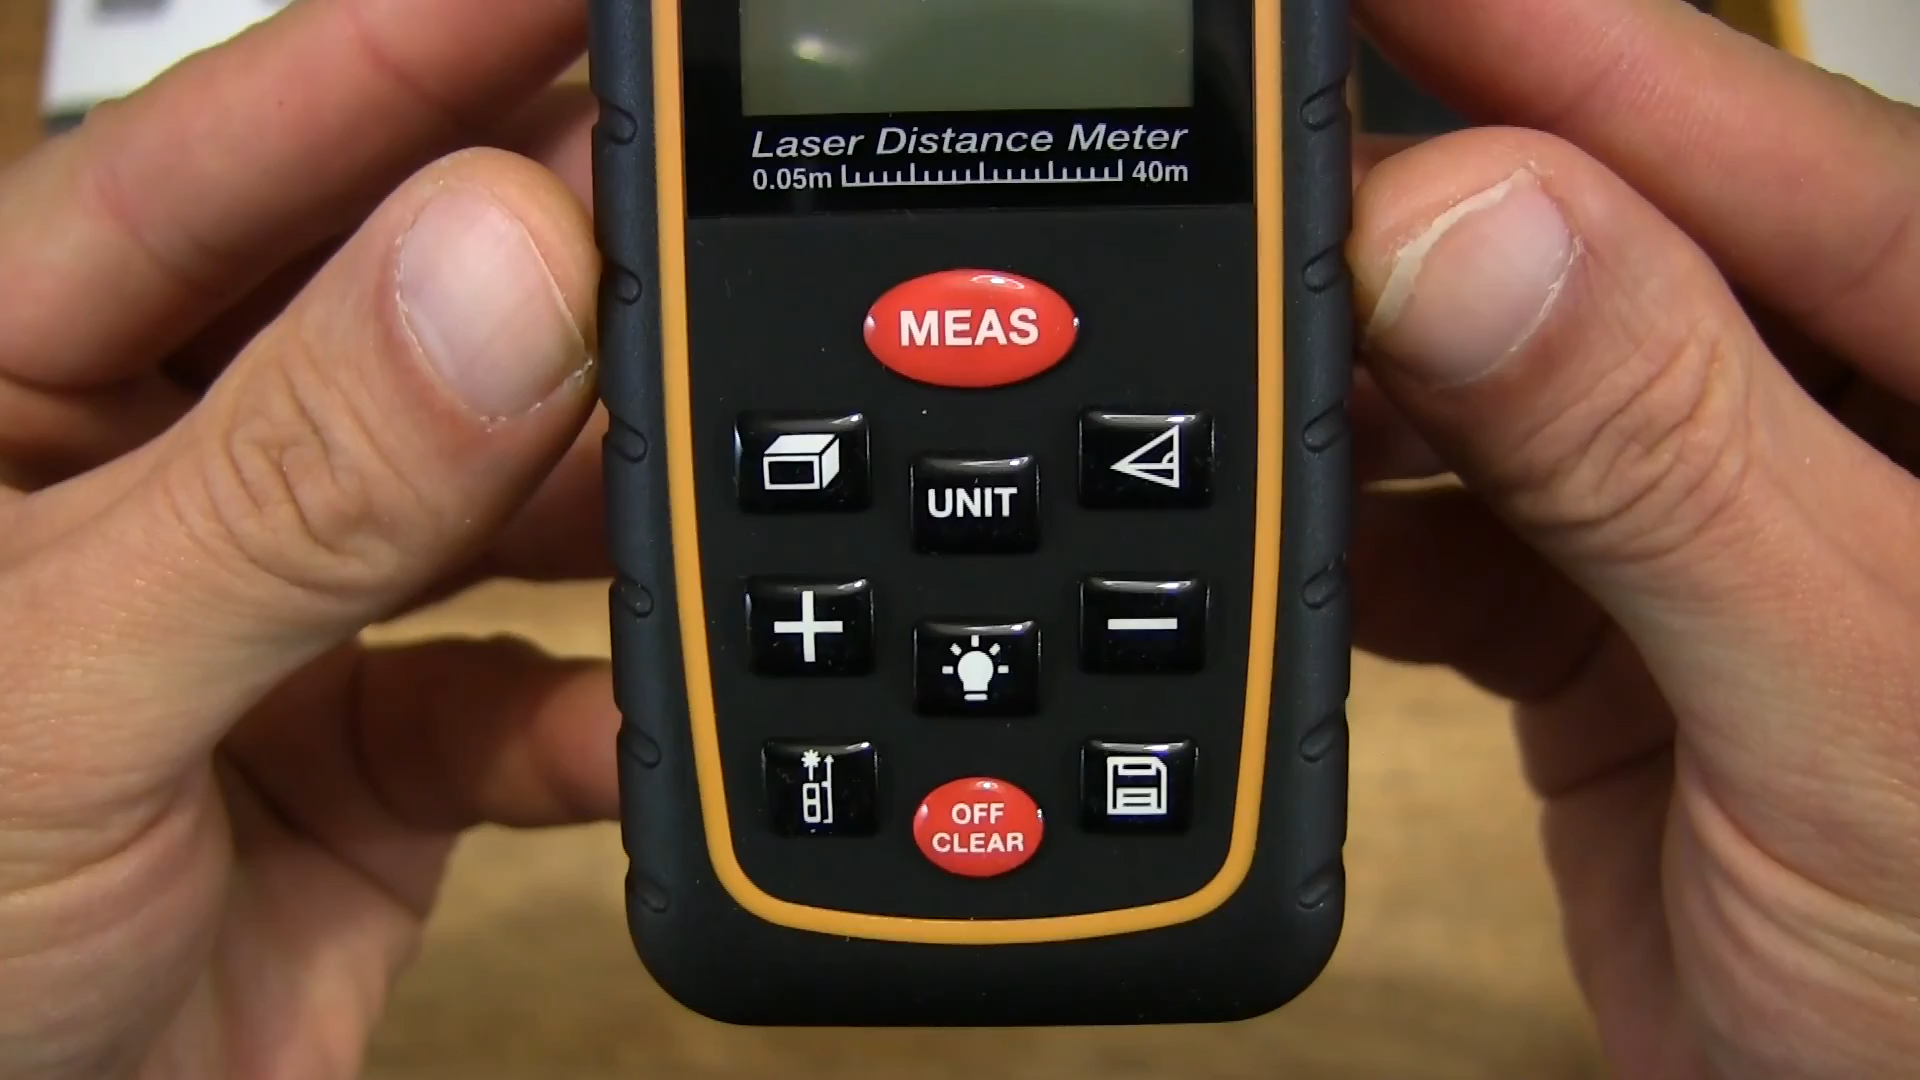 Laser Distance Meter
0.05m 40m
MEAS
UNIT
OFF
CLEAR